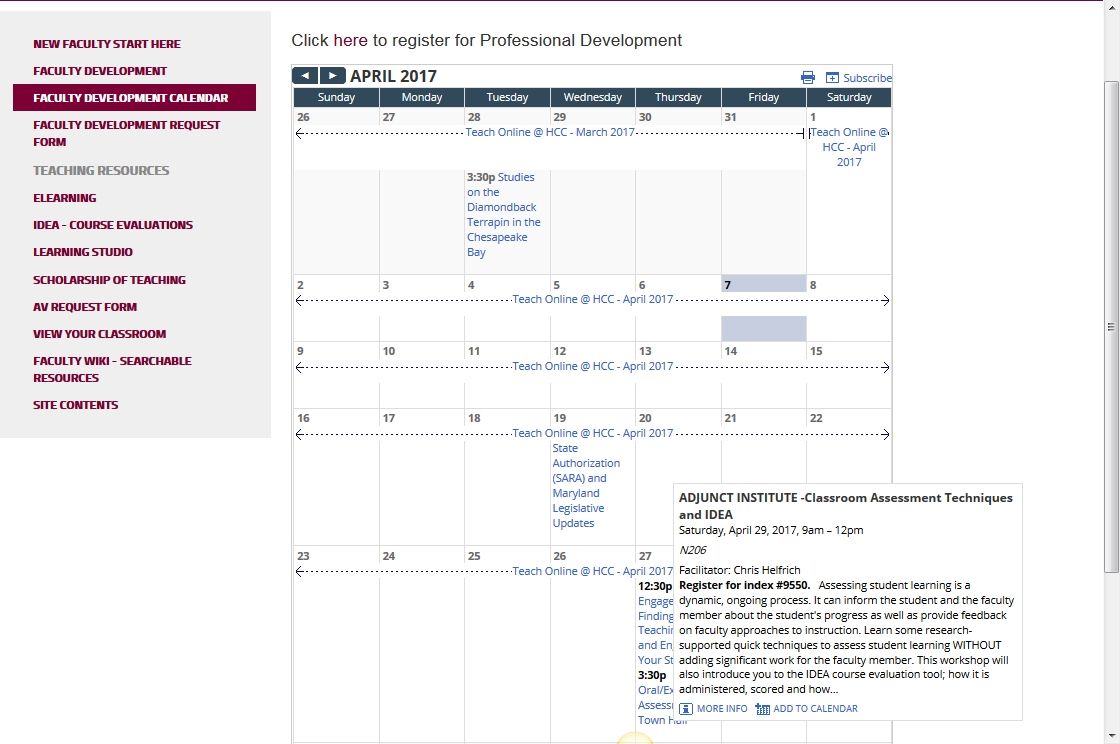 NEW FACULTY START HERE
FACULTY DEVELOPMENT
FACULTY DEVELOPMENT CALENDAR
FACULTY DEVELOPMENT REQUEST
FORM
TEACHING RESOURCES
ELEARNING
IDEA - COURSE EVALUATIONS
LEARNING STUDIO
SCHOLARSHIP OF TEACHING
AV REQUEST FORM
VIEW YOUR CLASSROOM
FACULTY WIKI - SEARCHABLE
RESOURCES
SITE CONTENTS
Click here to register for Professional Development
APRIL 2017
Subscribe
Sunday Monday Tuesday Wednesday Thursday Friday Saturday
26 27 28 29 30 31 1
Teach Online @ HCC - March 2017
Teach Online @
HCC - April
2017
3:30p Studies
on the
Diamondback
Terrapin in the
Chesapeake
Bay
2 3 4 5 6 7 8
Teach Online @ HCC - April 2017
9 10 11 12 13 14 15
Teach Online @ HCC - April 2017
16 17 18 19 20 21 22
Teach Online @ HCC - April 2017
State
Authorization
(SARA) and
Maryland
Legislative
Updates
23 24 25 26 27
Teach Online @ HCC - April 2017
12:30p
Engage
Finding
and
Your
3:30p
Town
ADJUNCT INSTITUTE -Classroom Assessment Techniques
and IDEA
Saturday, April 29, 2017, 9am – 12pm
N206
Facilitator: Chris Helfrich
Register for index #9550. Assessing student learning is a
dynamic, ongoing process. It can inform the student and the faculty
member about the student's progress as well as provide feedback
on faculty approaches to instruction. Learn some research-
supported quick techniques to assess student learning WITHOUT
adding significant work for the faculty member. This workshop will
also introduce you to the IDEA course evaluation tool; how it is
administered, scored and how...
MORE INFO ADD TO CALENDAR